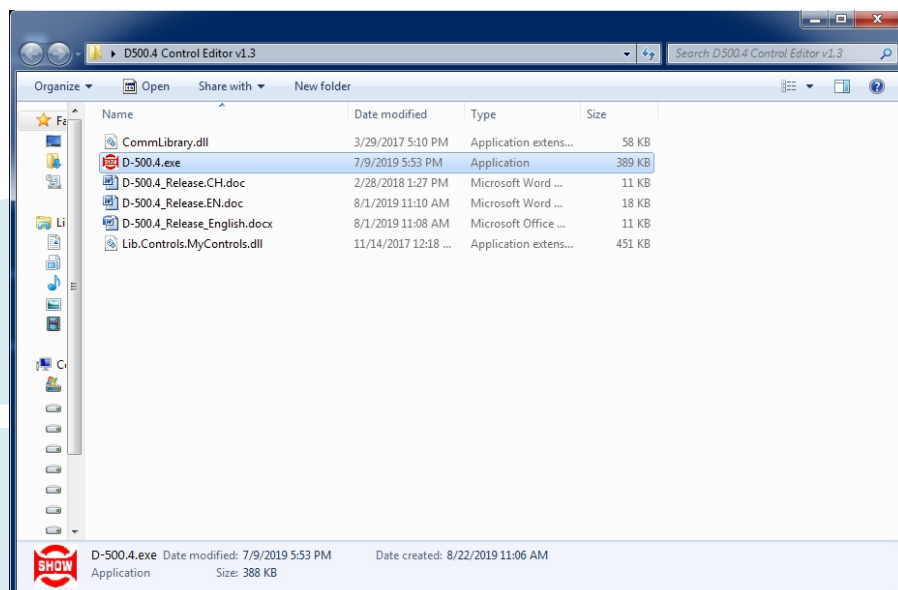 D500.4 Control Editor v1.3
Search D500.4 Control Editor v1.3
Organize Open Share with New folder
Name Date modified Type Size
CommLibrary.dll 3/29/2017 5:10 PM Application extens... 58 KB
D-500.4.exe 7/9/2019 5:53 PM Application 389 KB
D-500.4_Release.CH.doc 2/28/2018 1:27 PM Microsoft Word ... 11 KB
D-500.4_Release.EN.doc 8/1/2019 11:10 AM Microsoft Word ... 18 KB
D-500.4_Release_English.docx 8/1/2019 11:08 AM Microsoft Office ... 11 KB
Lib.Controls.MyControls.dll 11/14/2017 12:18 ... Application extens... 451 KB
Fa
Li
Co
SHOW
D-500.4.exe Date modified: 7/9/2019 5:53 PM Date created: 8/22/2019 11:06 AM
Application Size: 388 KB